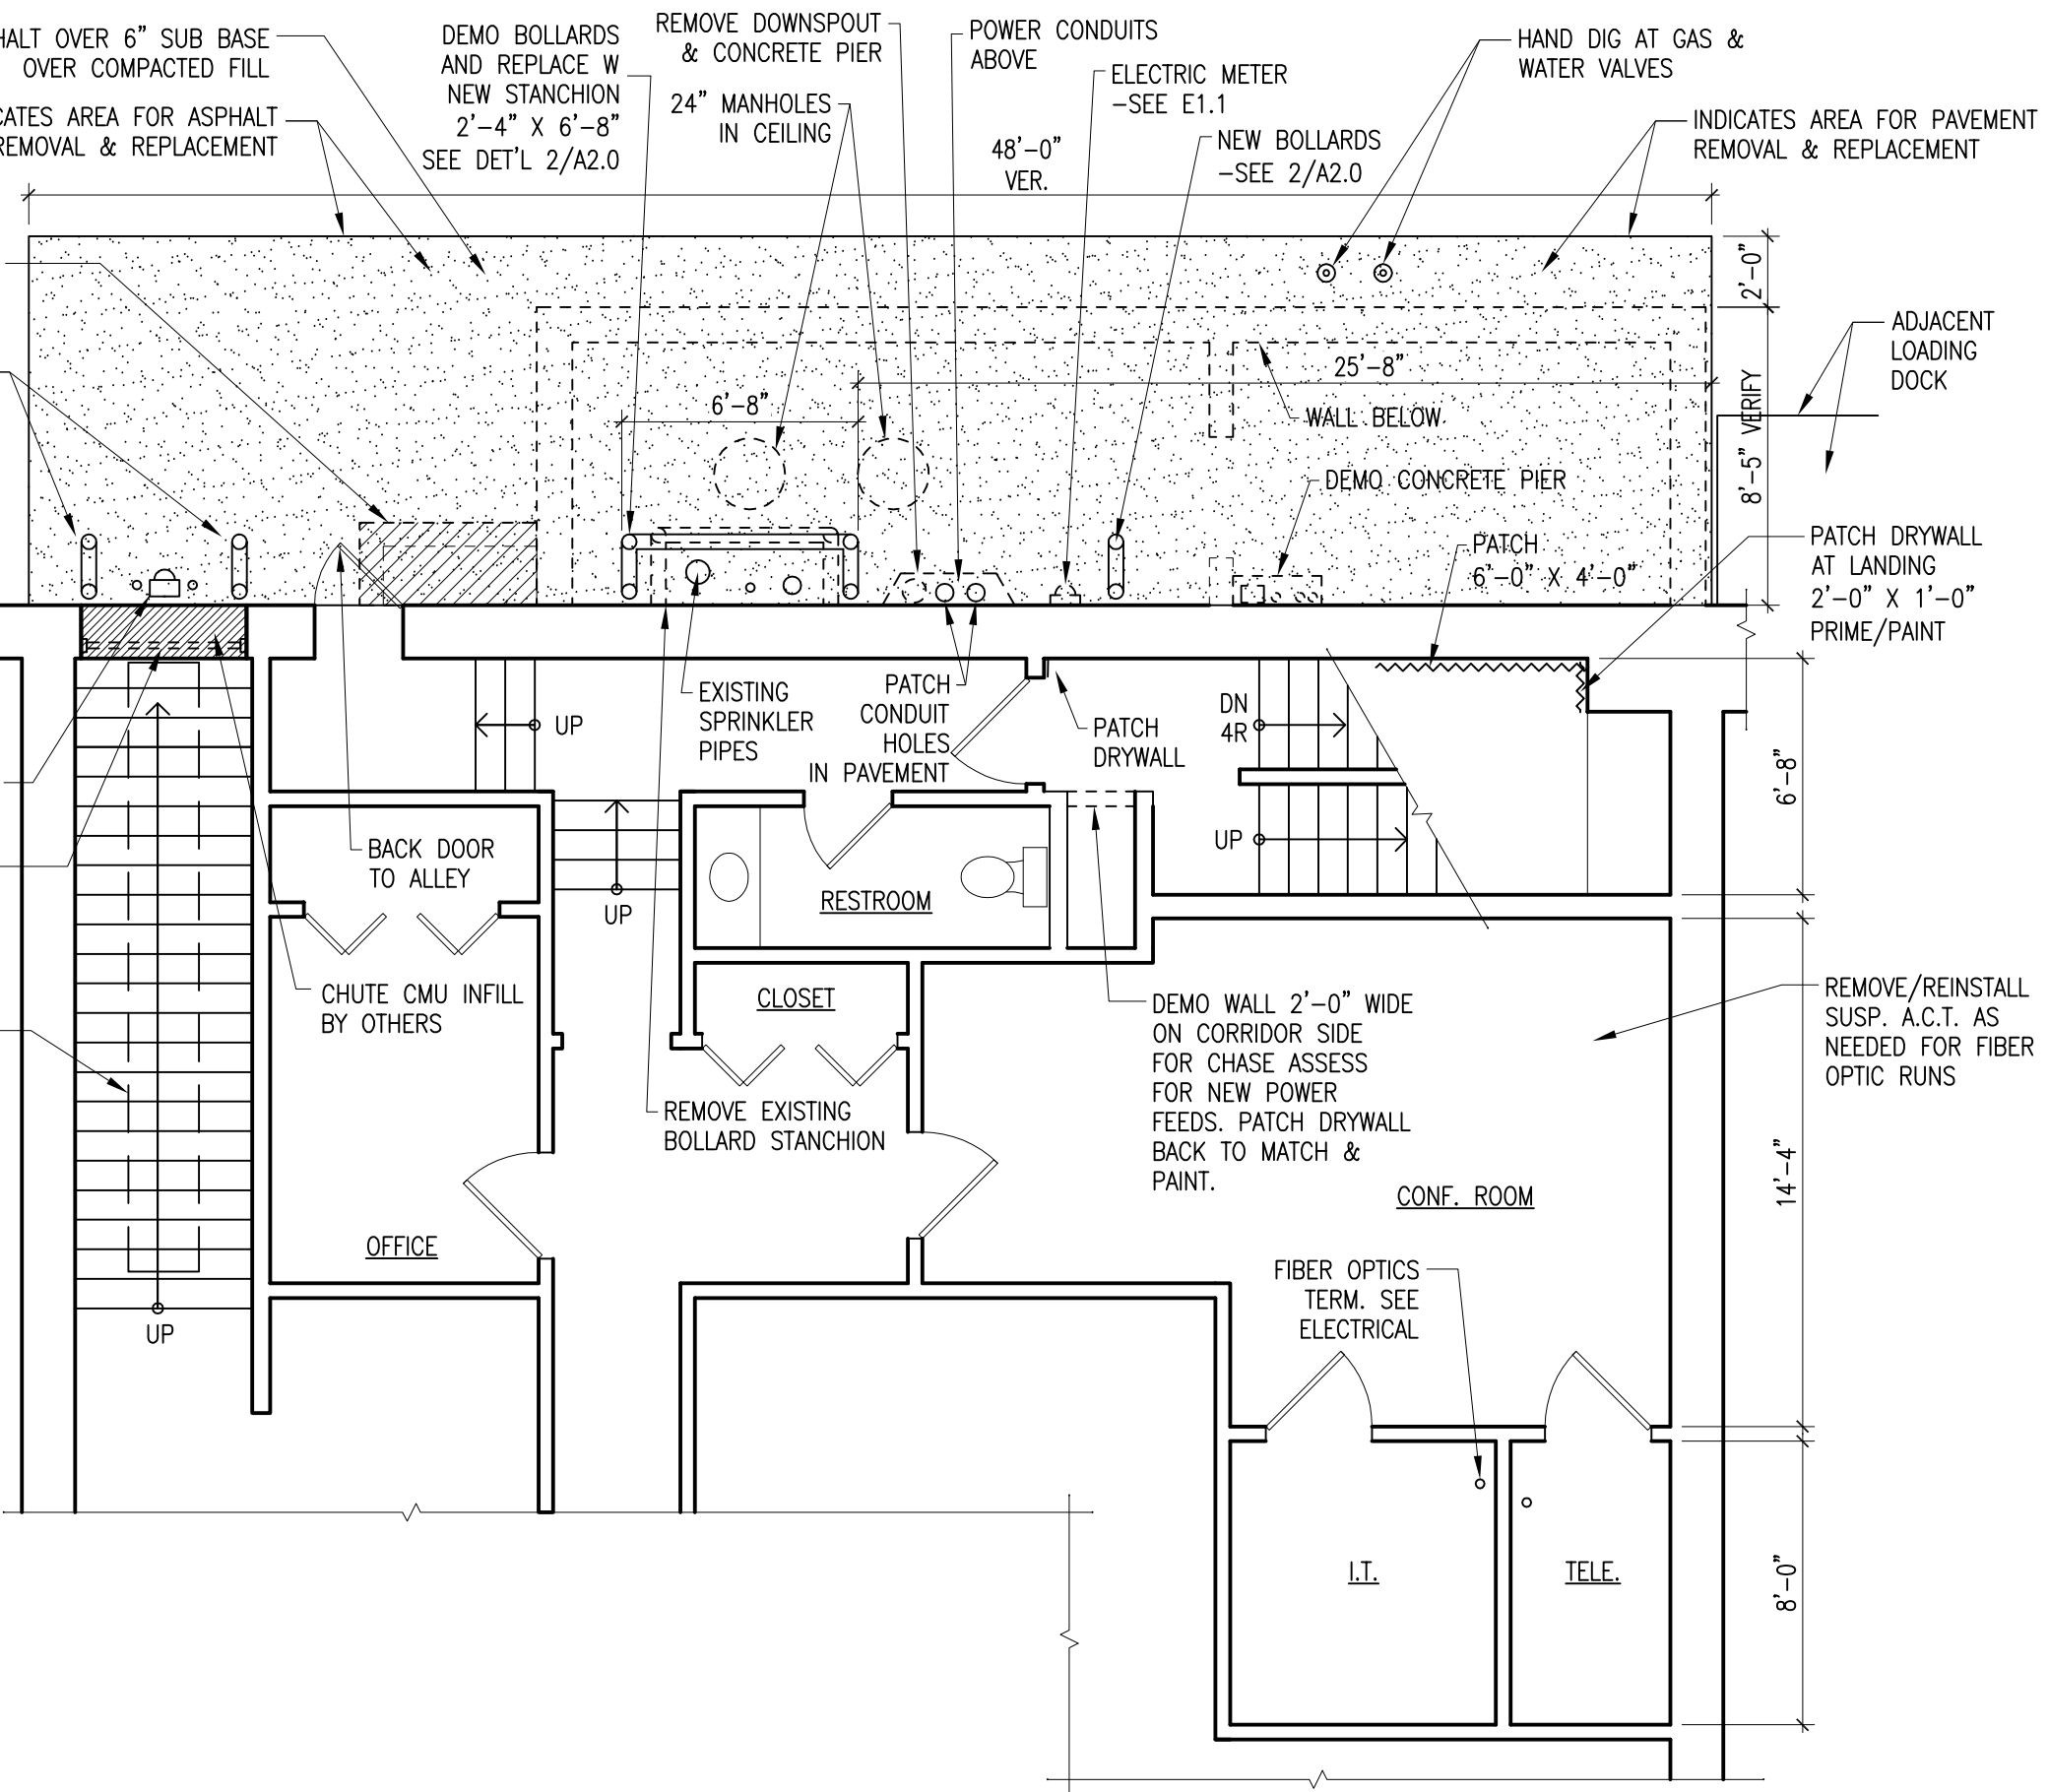 OVER 6" SUB BASE
OVER COMPACTED FILL
AREA FOR ASPHALT
REMOVAL & REPLACEMENT
DEMO BOLLARDS
AND REPLACE W
NEW STANCHION
2'-4" X 6'-8"
SEE DET'L 2/A2.0
REMOVE DOWNSPOUT
& CONCRETE PIER
24" MANHOLES
IN CEILING
POWER CONDUITS
ABOVE
ELECTRIC METER
-SEE E1.1
48'-0"
VER.
NEW BOLLARDS
-SEE 2/A2.0
HAND DIG AT GAS &
WATER VALVES
INDICATES AREA FOR PAVEMENT
REMOVAL & REPLACEMENT
2'-0"
ADJACENT
LOADING
DOCK
8'-5" VERIFY
25'-8"
6'-8"
WALL BELOW
DEMO CONCRETE PIER
PATCH
6'-0" X 4'-0"
PATCH DRYWALL
AT LANDING
2'-0" X 1'-0"
PRIME/PAINT
UP
EXISTING
SPRINKLER
PIPES
PATCH
CONDUIT
HOLES
IN PAVEMENT
PATCH
DRYWALL
DN
4R
UP
6'-8"
BACK DOOR
TO ALLEY
UP
RESTROOM
CHUTE CMU INFILL
BY OTHERS
CLOSET
DEMO WALL 2'-0" WIDE
ON CORRIDOR SIDE
FOR CHASE ASSESS
FOR NEW POWER
FEEDS. PATCH DRYWALL
BACK TO MATCH &
PAINT.
REMOVE/REINSTALL
SUSP. A.C.T. AS
NEEDED FOR FIBER
OPTIC RUNS
REMOVE EXISTING
BOLLARD STANCHION
14'-4"
CONF. ROOM
OFFICE
FIBER OPTICS
TERM. SEE
ELECTRICAL
UP
I.T.
TELE.
8'-0"